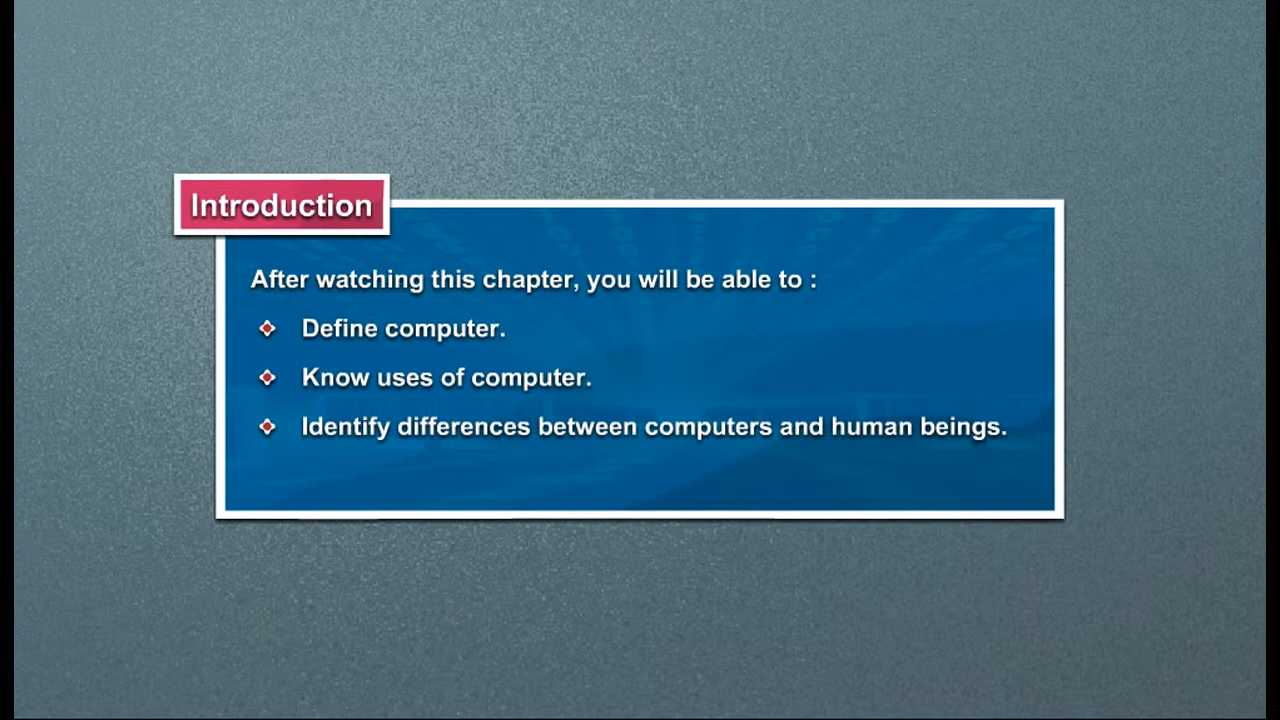 Introduction
After watching this chapter, you will be able to :
Define computer.
Know uses of computer.
Identify differences between computers and human beings.